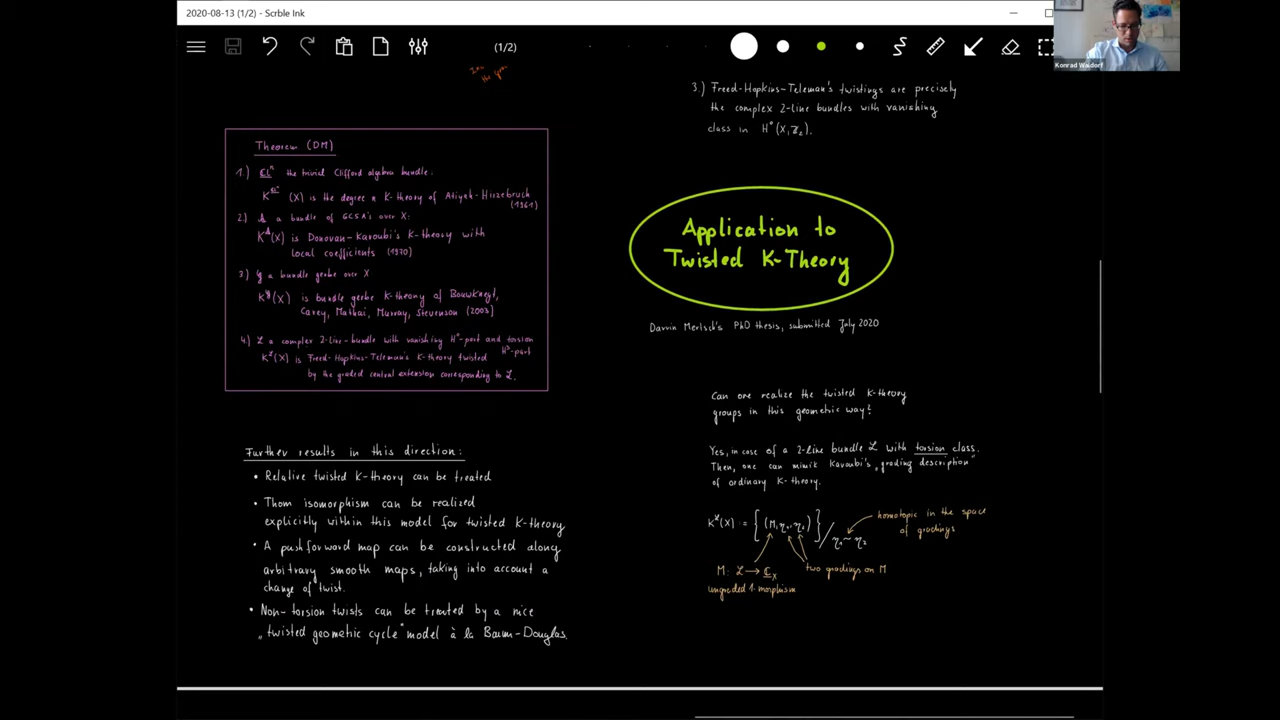 2020-08-13 (1/2) - Scrble Ink
(1/2)
Konrad Waldorf
the
Theorem (DM)
1.) ℂlⁿ the trivial Clifford algebra bundle:
K^ℂlⁿ (X) is the degree n K-theory of Atiyah-Hirzebruch
(1961)
2.) A a bundle of GCSA's over X:
K^A(X) is Donovan-Karoubi's K-theory with
local coefficients (1970)
3) G a bundle gerbe over X
K^G(X) is bundle gerbe K-theory of Bouwknegt,
Carey, Mathai, Murray, Stevenson (2003)
4) L a complex 2-line-bundle with vanishing H⁰-part and torsion
H³-part
K^L(X) is Freed-Hopkins-Teleman's K-theory twisted
by the graded central extension corresponding to L.
Further results in this direction:
• Relative twisted K-theory can be treated
• Thom isomorphism can be realized
explicitly within this model for twisted K-theory
• A pushforward map can be constructed along
arbitrary smooth maps, taking into account a
change of twist.
• Non-torsion twists can be treated by a nice
„twisted geometric cycle" model à la Baum-Douglas.
3.) Freed-Hopkins-Teleman's twistings are precisely
the complex 2-line bundles with vanishing
class in H⁰(X,ℤ₂).
Application to
Twisted K-Theory
Darvin Mertsch's PhD thesis, submitted July 2020
Can one realize the twisted K-theory
groups in this geometric way?
Yes, in case of a 2-line bundle L with torsion class.
Then, one can mimik Karoubi's „grading description"
of ordinary K-theory.
K^L(X) := { (M,η₁,η₂) } / η₁~η₂
homotopic in the space
of gradings
M: L → ℂ_X
two gradings on M
ungraded 1-morphism